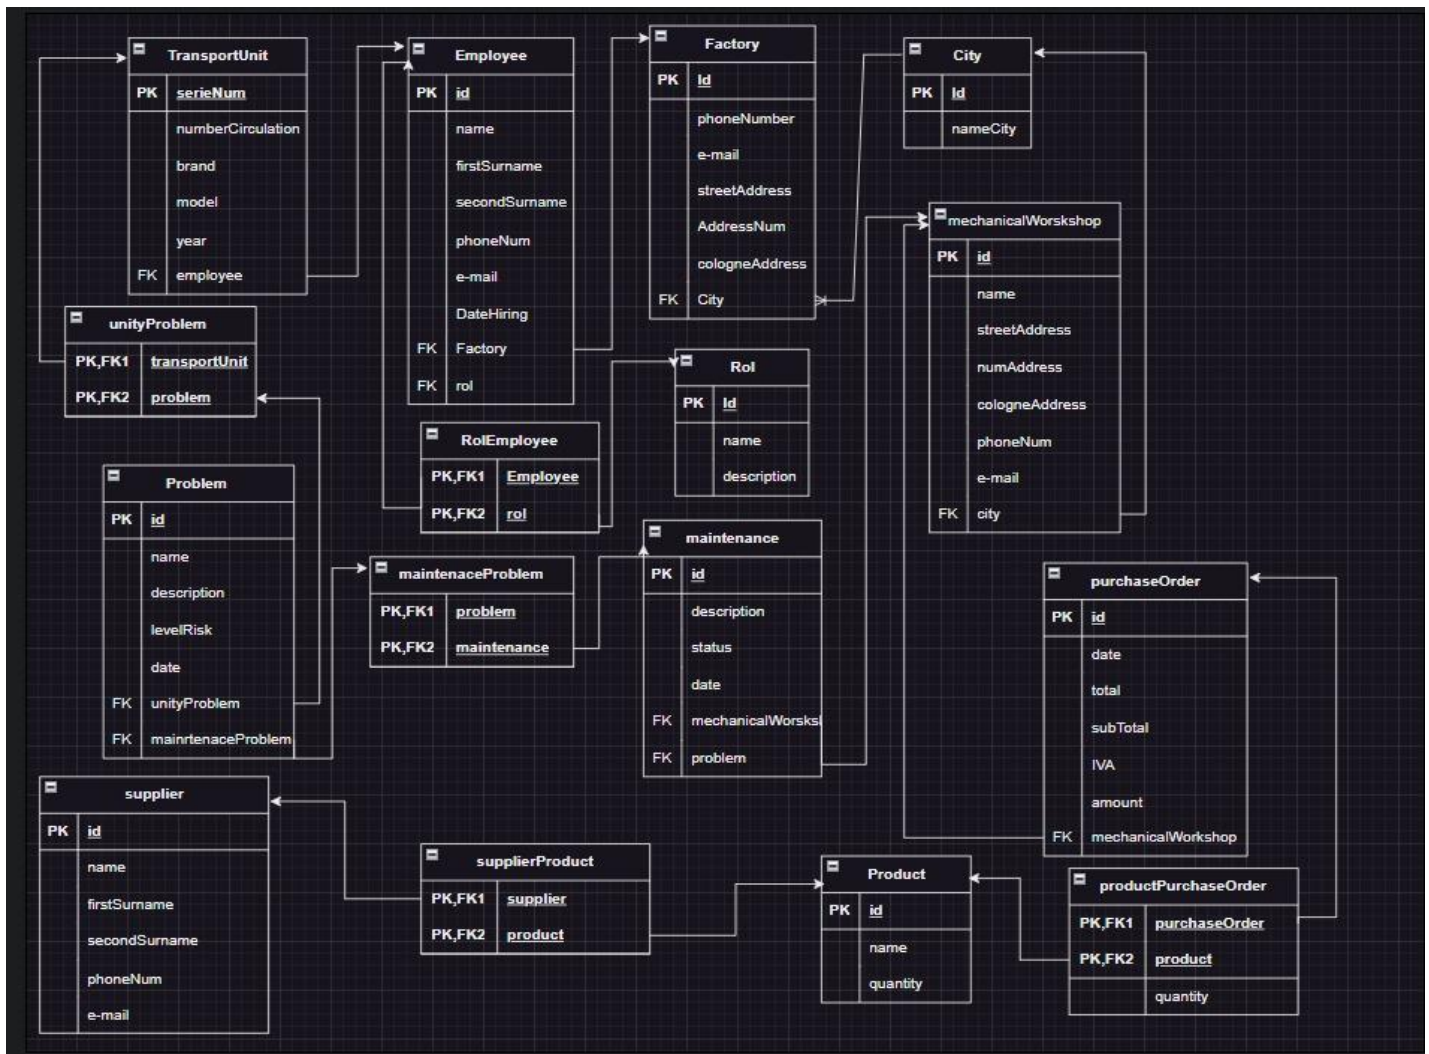 TransportUnit
PK serieNum
numberCirculation
brand
model
year
FK employee
Employee
PK id
name
firstSurname
secondSurname
phoneNum
e-mail
DateHiring
FK Factory
FK rol
Factory
PK Id
phoneNumber
e-mail
streetAddress
AddressNum
cologneAddress
FK City
City
PK Id
nameCity
mechanicalWorskshop
PK id
name
streetAddress
numAddress
cologneAddress
phoneNum
e-mail
FK city
unityProblem
PK,FK1 transportUnit
PK,FK2 problem
Rol
PK Id
name
description
RolEmployee
PK,FK1 Employee
PK,FK2 rol
Problem
PK id
name
description
levelRisk
date
FK unityProblem
FK mainrtenaceProblem
maintenaceProblem
PK,FK1 problem
PK,FK2 maintenance
maintenance
PK id
description
status
date
FK mechanicalWorsksl
FK problem
purchaseOrder
PK id
date
total
subTotal
IVA
amount
FK mechanicalWorkshop
supplier
PK id
name
firstSurname
secondSurname
phoneNum
e-mail
supplierProduct
PK,FK1 supplier
PK,FK2 product
Product
PK id
name
quantity
productPurchaseOrder
PK,FK1 purchaseOrder
PK,FK2 product
quantity